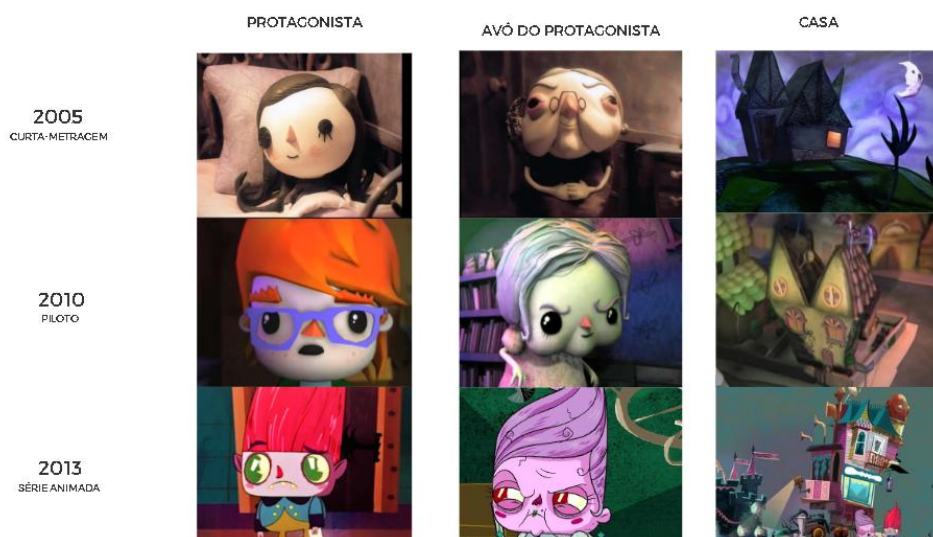 PROTAGONISTA
AVÓ DO PROTAGONISTA
CASA
2005
CURTA-METRAGEM
2010
PILOTO
2013
SÉRIE ANIMADA